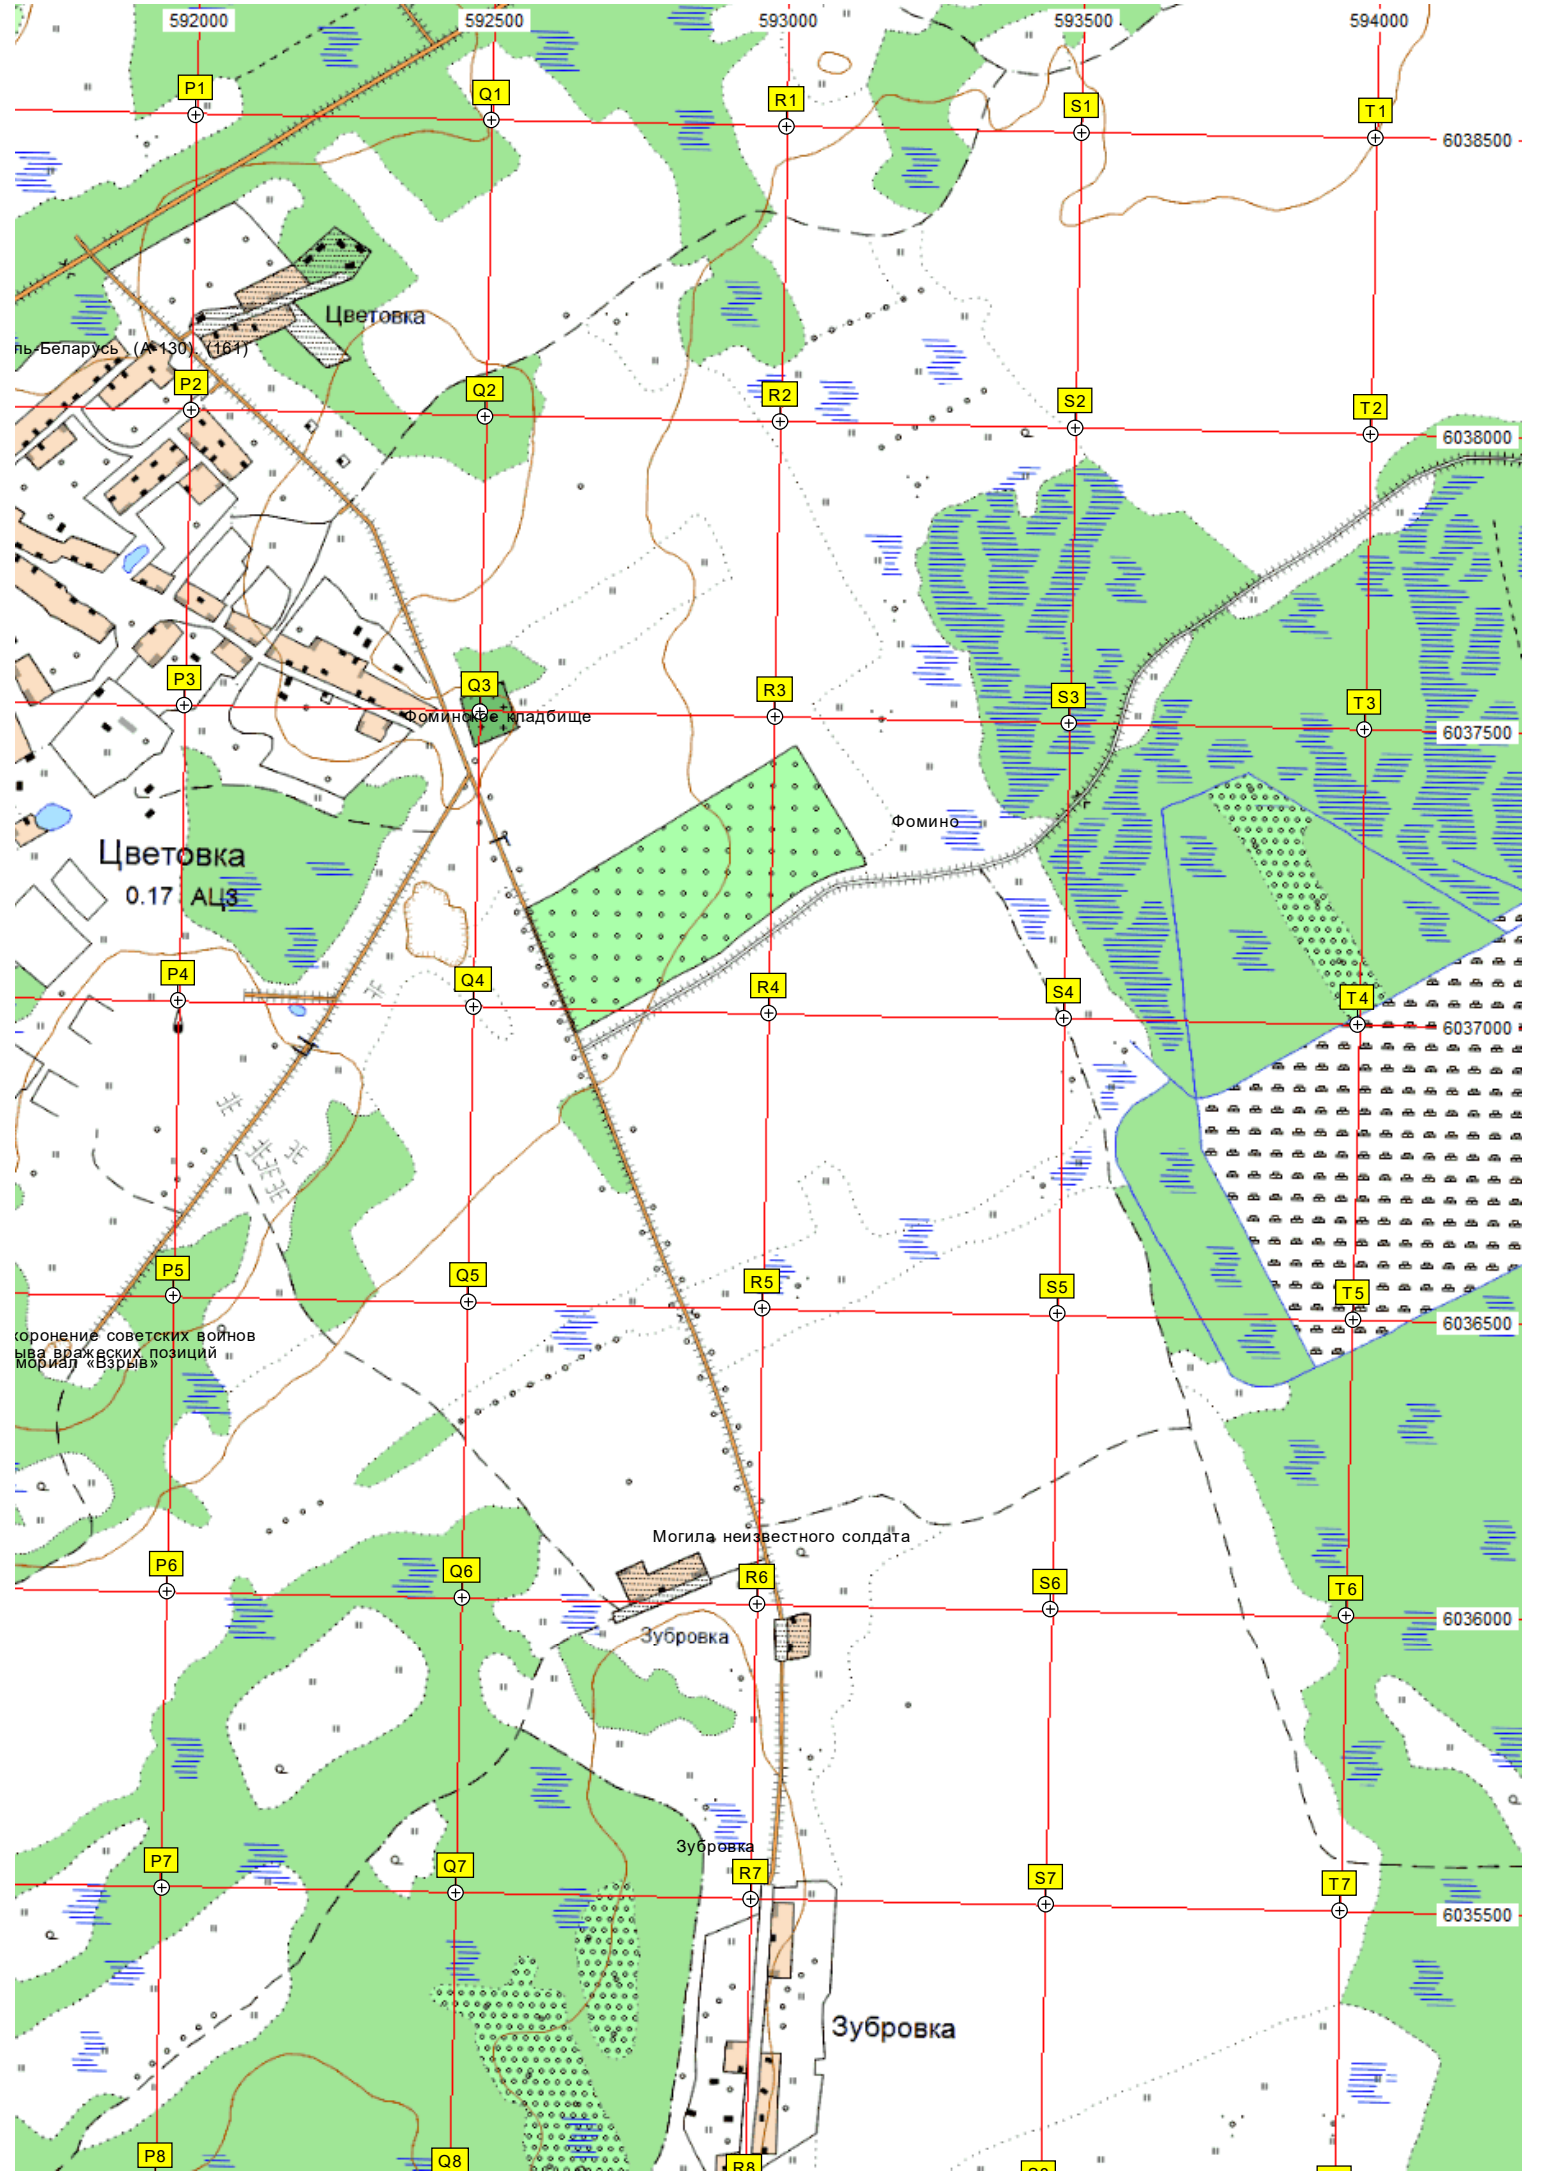 592000 592500 593000 593500 594000
P1 Q1 R1 S1 T1
6038500
Цветовка
ль-Беларусь (А-130) (161)
P2 Q2 R2 S2 T2
6038000
P3 Q3 R3 S3 T3
Фоминское кладбище
6037500
Фомино
Цветовка
0.17 АЦЗ
P4 Q4 R4 S4 T4
6037000
P5 Q5 R5 S5 T5
6036500
коронение советских воинов
ыва вражеских позиций
мориал «Взрыв»
Могила неизвестного солдата
P6 Q6 R6 S6 T6
6036000
Зубровка
Зубровка
P7 Q7 R7 S7 T7
6035500
Зубровка
P8 Q8 R8